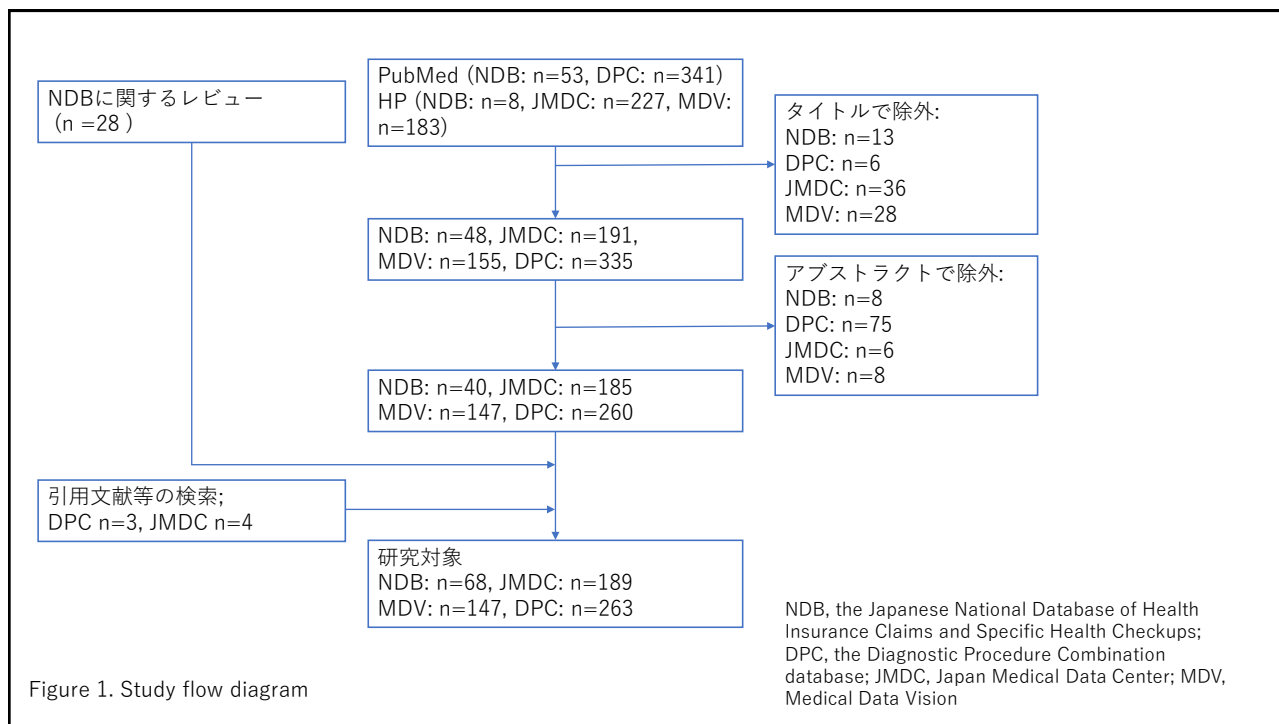 PubMed (NDB: n=53, DPC: n=341)
HP (NDB: n=8, JMDC: n=227, MDV:
n=183)
NDBに関するレビュー
(n =28 )
タイトルで除外:
NDB: n=13
DPC: n=6
JMDC: n=36
MDV: n=28
NDB: n=48, JMDC: n=191,
MDV: n=155, DPC: n=335
アブストラクトで除外:
NDB: n=8
DPC: n=75
JMDC: n=6
MDV: n=8
NDB: n=40, JMDC: n=185
MDV: n=147, DPC: n=260
引用文献等の検索;
DPC n=3, JMDC n=4
研究対象
NDB: n=68, JMDC: n=189
MDV: n=147, DPC: n=263
NDB, the Japanese National Database of Health
Insurance Claims and Specific Health Checkups;
DPC, the Diagnostic Procedure Combination
database; JMDC, Japan Medical Data Center; MDV,
Medical Data Vision
Figure 1. Study flow diagram